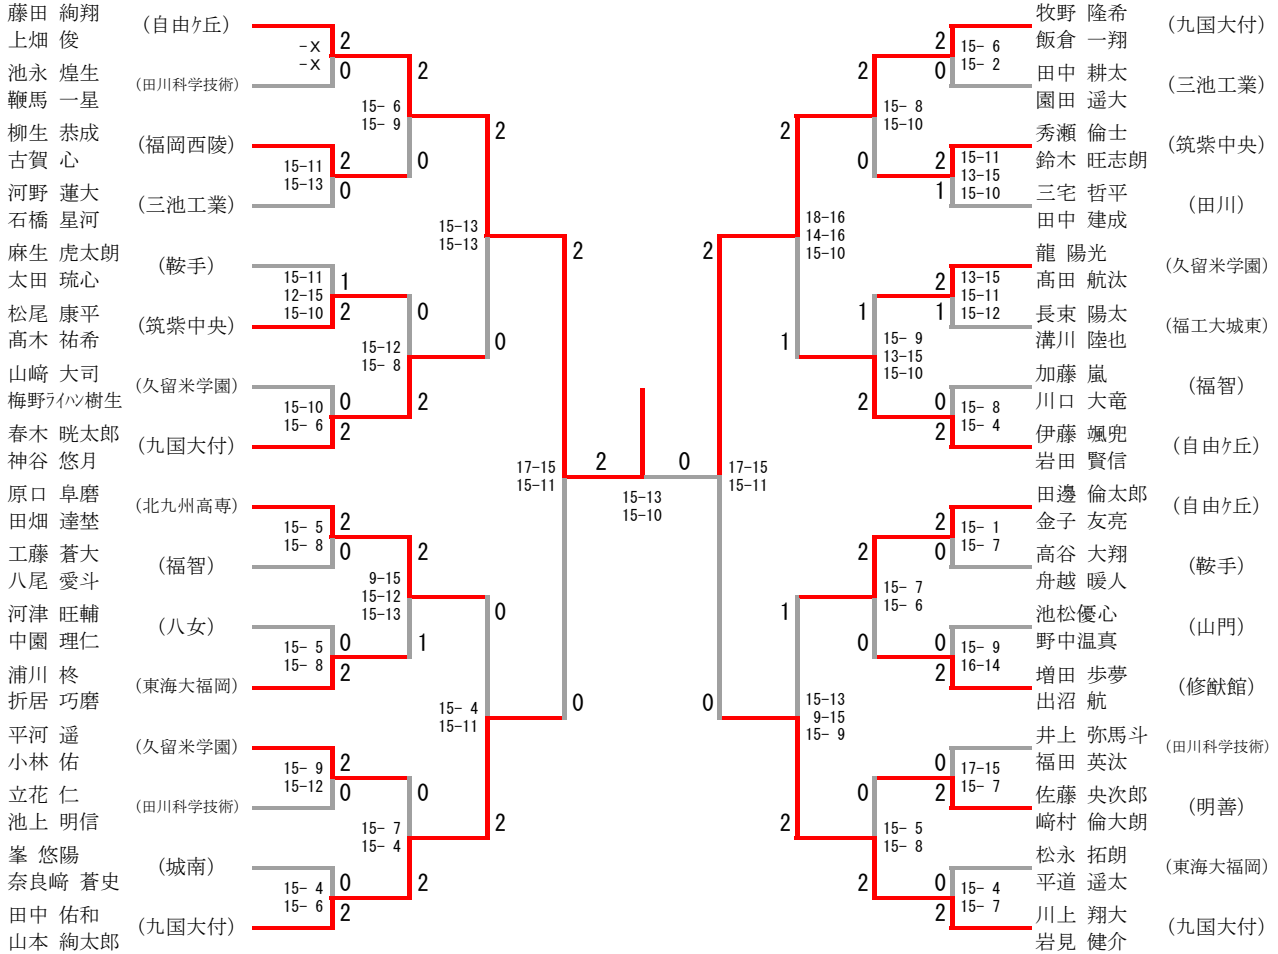 藤田 絢翔
上畑 俊
(自由ケ丘)
池永 煌生
鞭馬 一星
(田川科学技術)
柳生 恭成
古賀 心
(福岡西陵)
河野 蓮大
石橋 星河
(三池工業)
麻生 虎太朗
太田 琉心
(鞍手)
松尾 康平
髙木 祐希
(筑紫中央)
山﨑 大司
梅野ライハン樹生
(久留米学園)
春木 晄太郎
神谷 悠月
(九国大付)
原口 阜磨
田畑 達埜
(北九州高専)
工藤 蒼大
八尾 愛斗
(福智)
河津 旺輔
中園 理仁
(八女)
浦川 柊
折居 巧磨
(東海大福岡)
平河 遥
小林 佑
(久留米学園)
立花 仁
池上 明信
(田川科学技術)
峯 悠陽
奈良﨑 蒼史
(城南)
田中 佑和
山本 絢太郎
(九国大付)
-X
-X
2
0
15-11
15-13
2
0
15-11
12-15
15-10
1
2
15-10
15- 6
0
2
15- 5
15- 8
2
0
15- 5
15- 8
0
2
15- 9
15-12
2
0
15- 4
15- 6
0
2
15- 6
15- 9
2
0
15-12
15- 8
0
2
9-15
15-12
15-13
2
1
15- 7
15- 4
0
2
15-13
15-13
2
0
15- 4
15-11
0
2
17-15
15-11
2
0
2
0
15-13
15-10
17-15
15-11
2
0
18-16
14-16
15-10
2
1
15-13
9-15
15- 9
1
2
15- 8
15-10
2
0
15- 9
13-15
15-10
1
2
15- 7
15- 6
2
0
15- 5
15- 8
0
2
15- 6
15- 2
2
0
15-11
13-15
15-10
2
1
13-15
15-11
15-12
2
1
15- 8
15- 4
0
2
15- 1
15- 7
2
0
15- 9
16-14
0
2
17-15
15- 7
0
2
15- 4
15- 7
0
2
牧野 隆希
飯倉 一翔
(九国大付)
田中 耕太
園田 遥大
(三池工業)
秀瀬 倫士
鈴木 旺志朗
(筑紫中央)
三宅 哲平
田中 建成
(田川)
龍 陽光
髙田 航汰
(久留米学園)
長束 陽太
溝川 陸也
(福工大城東)
加藤 嵐
川口 大竜
(福智)
伊藤 颯兜
岩田 賢信
(自由ケ丘)
田邊 倫太郎
金子 友亮
(自由ケ丘)
高谷 大翔
舟越 暖人
(鞍手)
池松優心
野中温真
(山門)
増田 歩夢
出沼 航
(修猷館)
井上 弥馬斗
福田 英汰
(田川科学技術)
佐藤 央次郎
﨑村 倫大朗
(明善)
松永 拓朗
平道 遥太
(東海大福岡)
川上 翔大
岩見 健介
(九国大付)